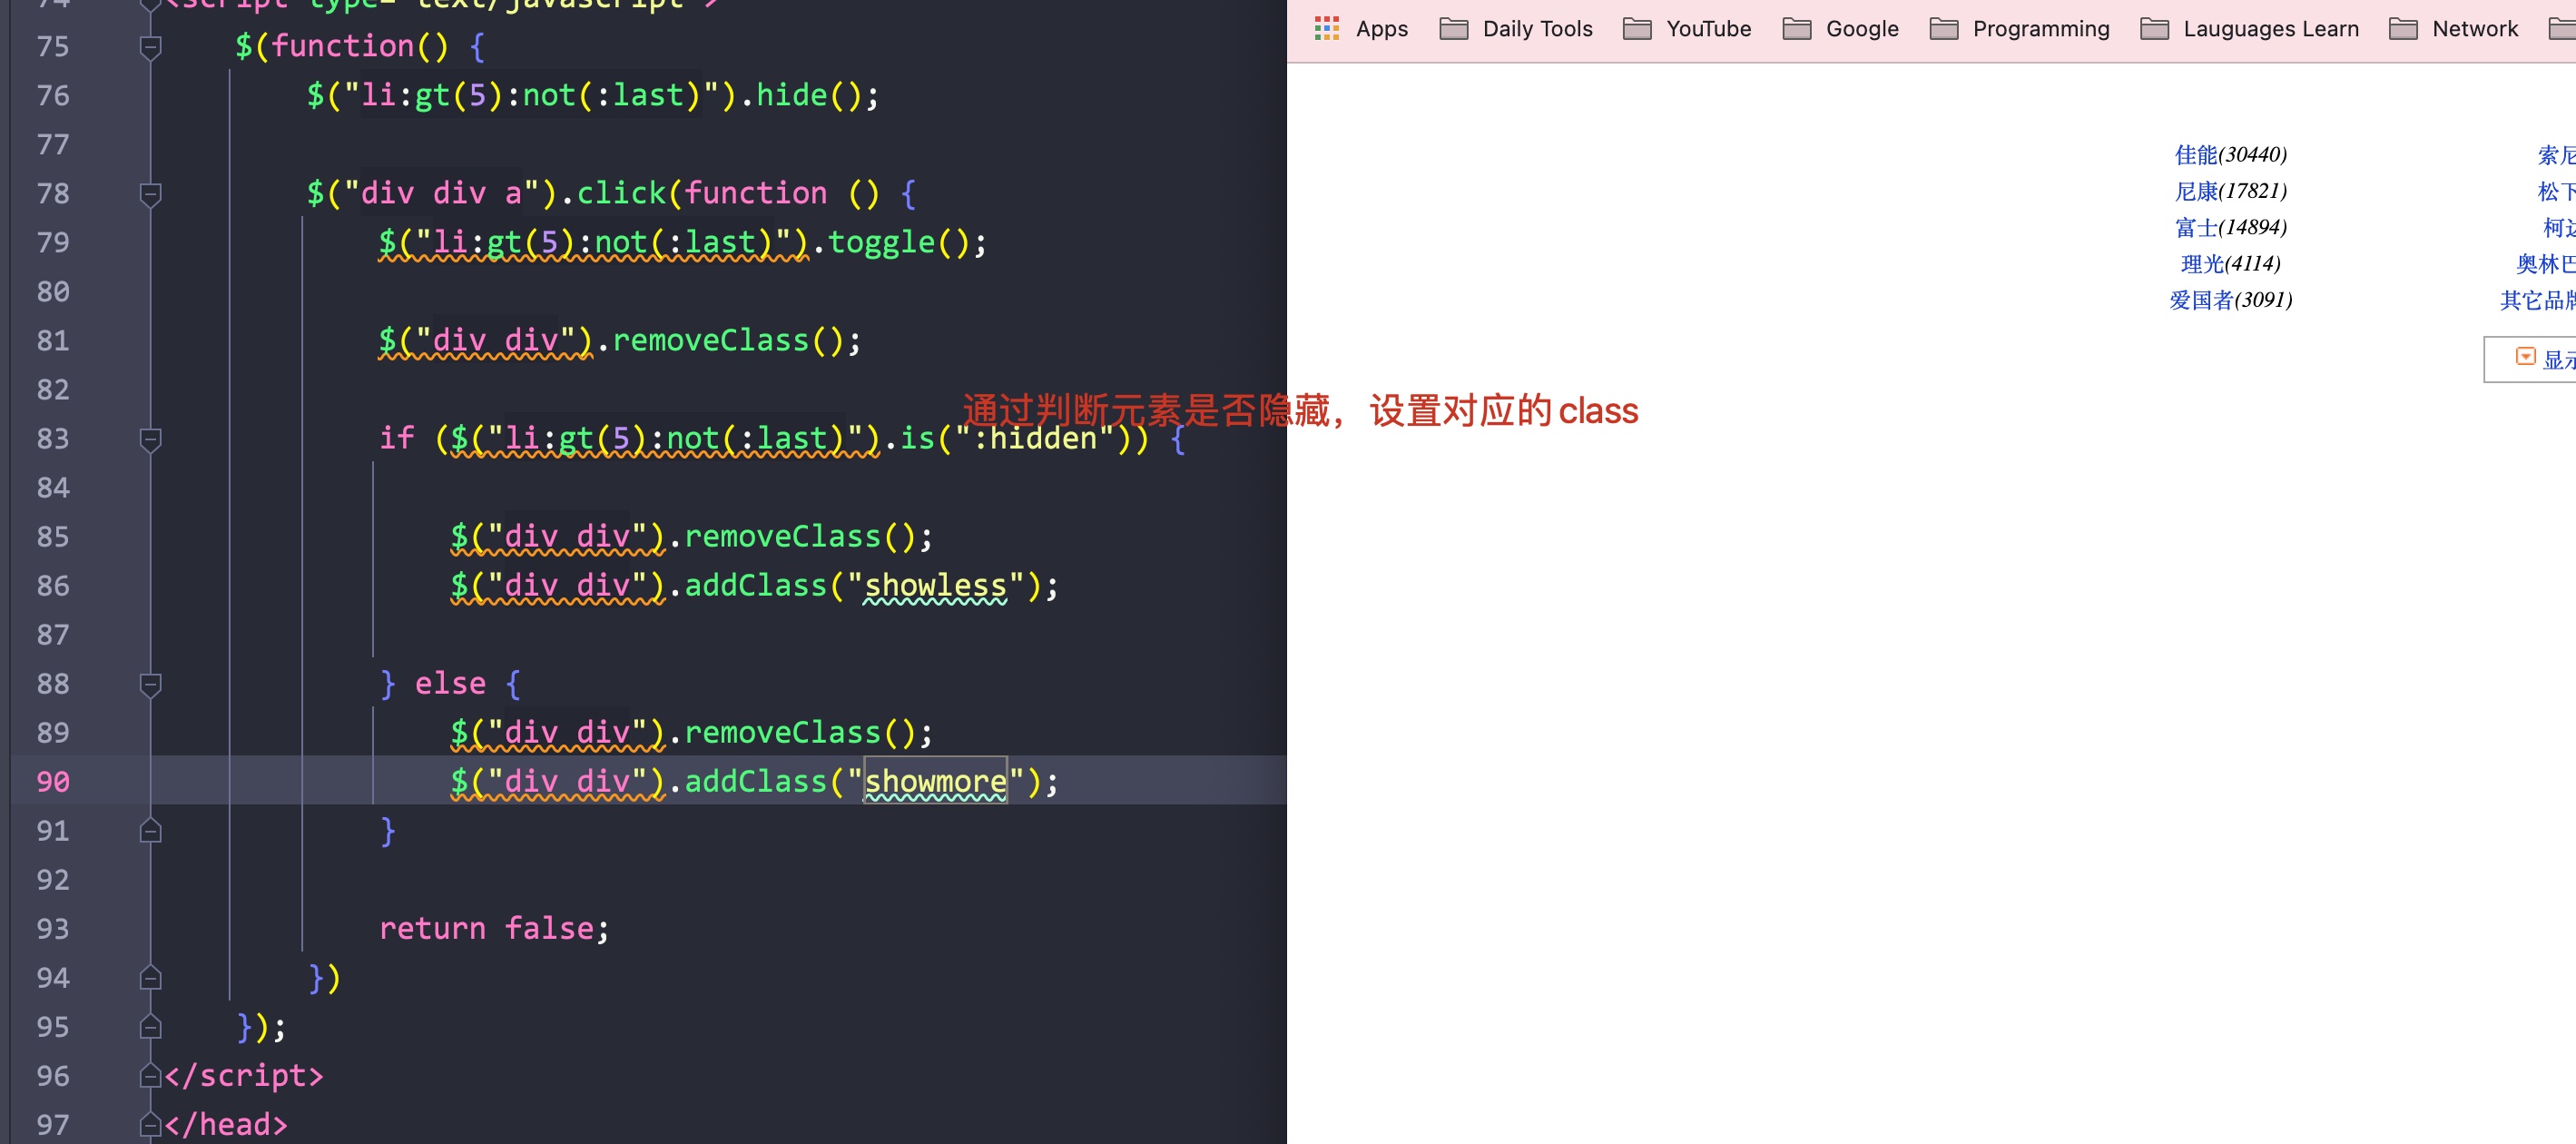 74 <script type="text/javascript">
75 $(function() {
76 $("li:gt(5):not(:last)").hide();
77
78 $("div div a").click(function () {
79 $("li:gt(5):not(:last)").toggle();
80
81 $("div div").removeClass();
82
通过判断元素是否隐藏，设置对应的class
83 if ($("li:gt(5):not(:last)").is(":hidden")) {
84
85 $("div div").removeClass();
86 $("div div").addClass("showless");
87
88 } else {
89 $("div div").removeClass();
90 $("div div").addClass("showmore");
91 }
92
93 return false;
94 })
95 });
96 </script>
97 </head>
Apps Daily Tools YouTube Google Programming Lauguages Learn Network
佳能(30440) 索尼
尼康(17821) 松下
富士(14894) 柯达
理光(4114) 奥林巴
爱国者(3091) 其它品牌
显示